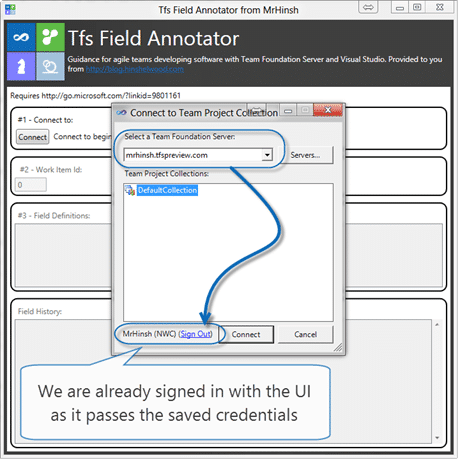 Tfs Field Annotator from MrHinsh
Tfs Field Annotator
Guidance for agile teams developing software with Team Foundation Server and Visual Studio. Provided to you
from http://blog.hinshelwood.com
Requires http://go.microsoft.com/?linkid=9801161
#1 - Connect to:
Connect Connect to begin
#2 - Work Item Id:
0
#3 - Field Definitions:
Field History:
Connect to Team Project Collection
Select a Team Foundation Server:
mrhinsh.tfspreview.com
Servers...
Team Project Collections:
DefaultCollection
MrHinsh (NWC) (Sign Out)
Connect
Cancel
We are already signed in with the UI
as it passes the saved credentials